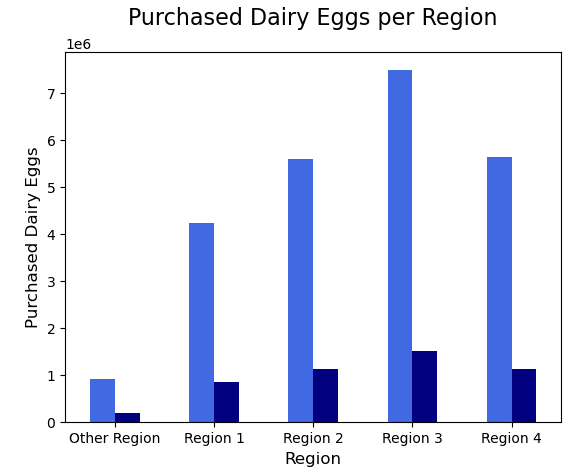 Purchased Dairy Eggs per Region
1e6
7
6
5
4
3
2
1
0
Purchased Dairy Eggs
Other Region Region 1 Region 2 Region 3 Region 4
Region